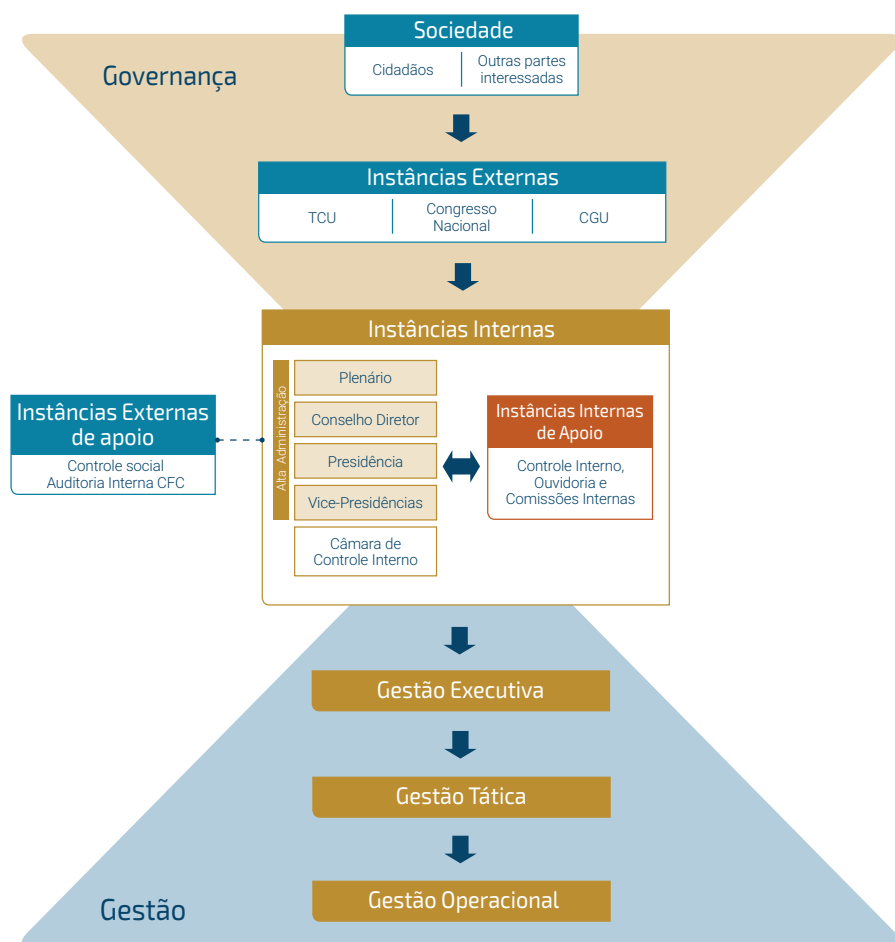 Sociedade
Cidadãos
Outras partes
interessadas
Governança
Instâncias Externas
TCU
Congresso
Nacional
CGU
Instâncias Internas
Alta Administração
Plenário
Conselho Diretor
Presidência
Vice-Presidências
Câmara de
Controle Interno
Instâncias Externas
de apoio
Controle social
Auditoria Interna CFC
Instâncias Internas
de Apoio
Controle Interno,
Ouvidoria e
Comissões Internas
Gestão Executiva
Gestão Tática
Gestão Operacional
Gestão